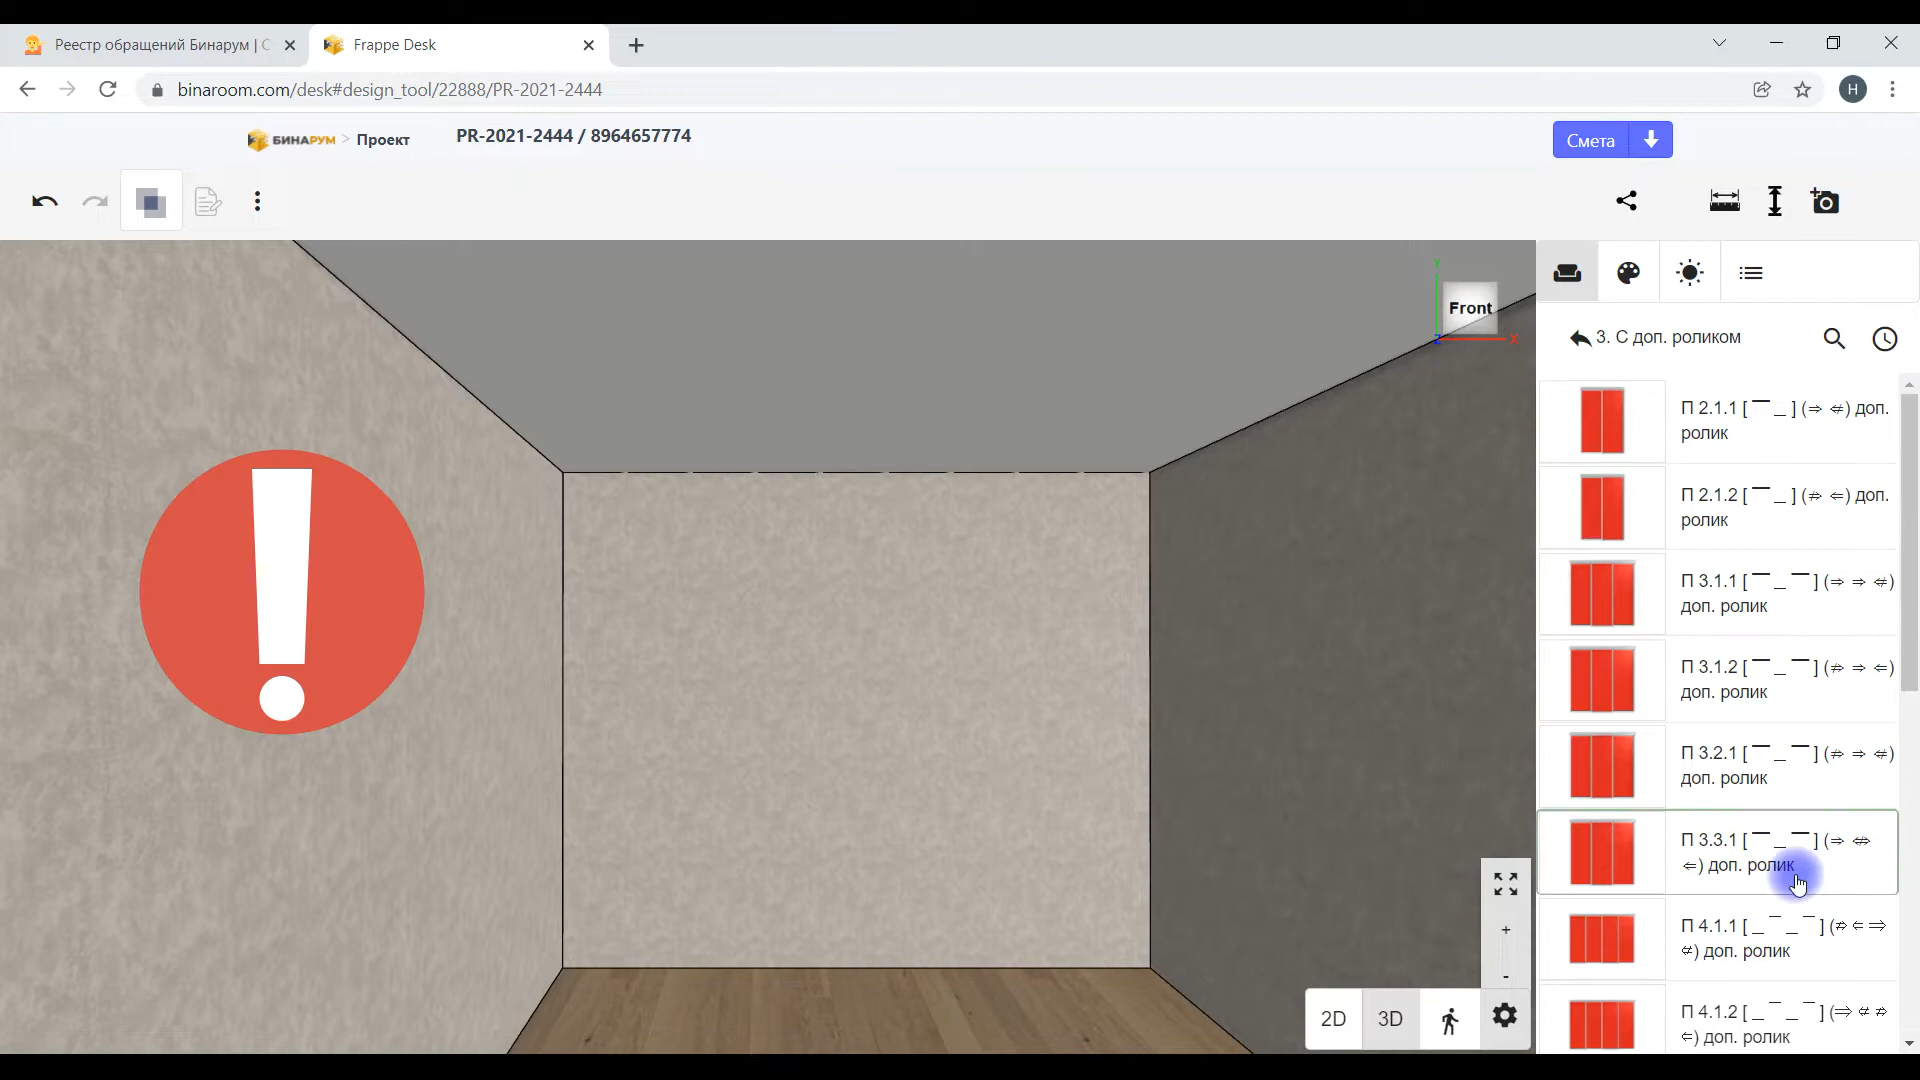 Реестр обращений Бинарум | С
Frappe Desk
binaroom.com/desk#design_tool/22888/PR-2021-2444
H
БИНАРУМ > Проект
PR-2021-2444 / 8964657774
Смета
Y
Front
Z
X
3. С доп. роликом
П 2.1.1 [ ¯ _ ] (⇒ ⇍) доп.
ролик
П 2.1.2 [ ¯ _ ] (⇏ ⇐) доп.
ролик
П 3.1.1 [ ¯ _ ¯ ] (⇒ ⇒ ⇍)
доп. ролик
П 3.1.2 [ ¯ _ ¯ ] (⇏ ⇒ ⇐)
доп. ролик
П 3.2.1 [ ¯ _ ¯ ] (⇏ ⇒ ⇍)
доп. ролик
П 3.3.1 [ ¯ _ ¯ ] (⇒ ⇎
⇐) доп. ролик
П 4.1.1 [ _ ¯ _ ¯ ] (⇏ ⇐ ⇒
⇍) доп. ролик
П 4.1.2 [ _ ¯ _ ¯ ] (⇒ ⇍ ⇏
⇐) доп. ролик
+
-
2D
3D